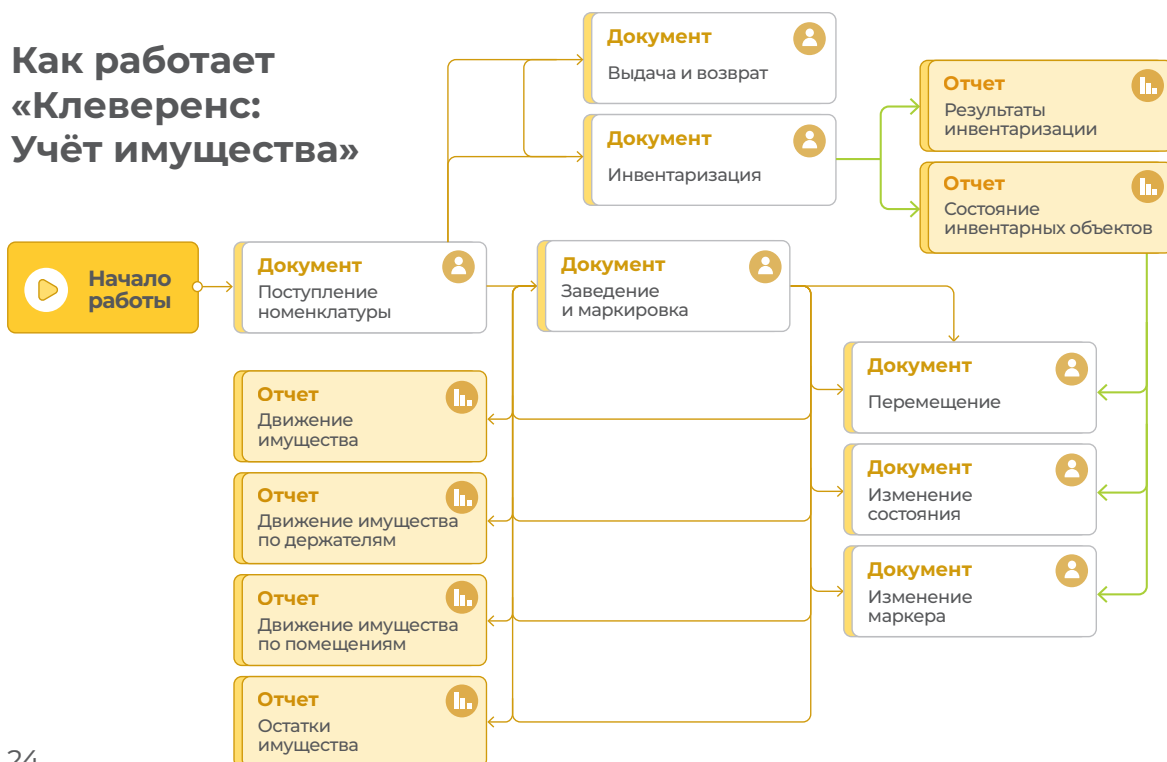 Как работает
«Клеверенс:
Учёт имущества»
Документ
Выдача и возврат
Документ
Инвентаризация
Отчет
Результаты
инвентаризации
Отчет
Состояние
инвентарных объектов
Начало
работы
Документ
Поступление
номенклатуры
Документ
Заведение
и маркировка
Документ
Перемещение
Документ
Изменение
состояния
Документ
Изменение
маркера
Отчет
Движение
имущества
Отчет
Движение имущества
по держателям
Отчет
Движение имущества
по помещениям
Отчет
Остатки
имущества
24